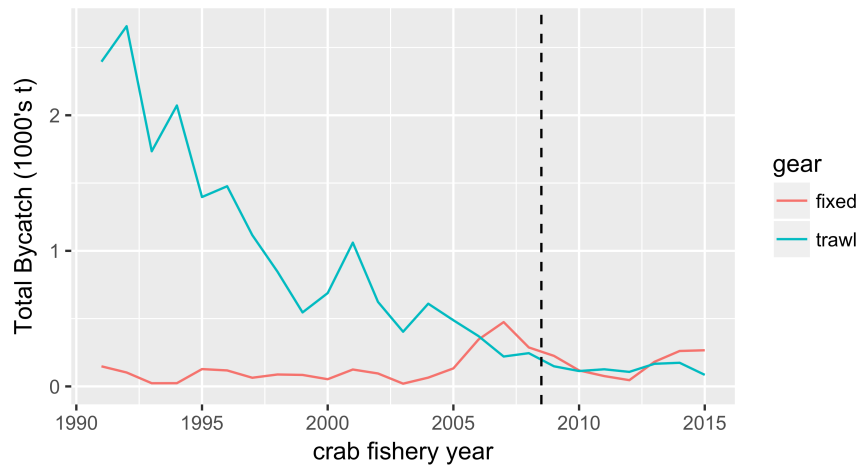 Total Bycatch (1000's t)
2
1
0
1990 1995 2000 2005 2010 2015
crab fishery year
gear
fixed
trawl